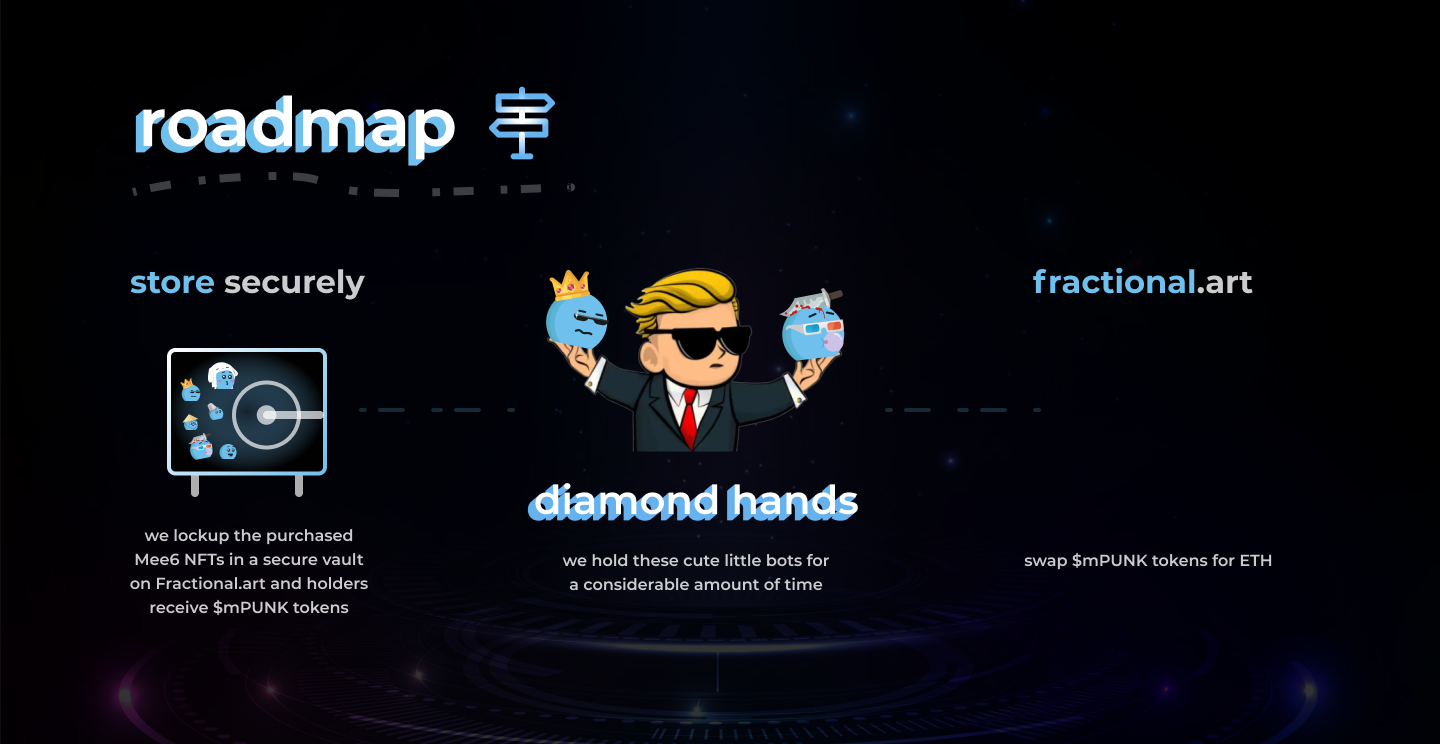 roadmap
store securely
we lockup the purchased
Mee6 NFTs in a secure vault
on Fractional.art and holders
receive $mPUNK tokens
diamond hands
we hold these cute little bots for
a considerable amount of time
fractional.art
swap $mPUNK tokens for ETH